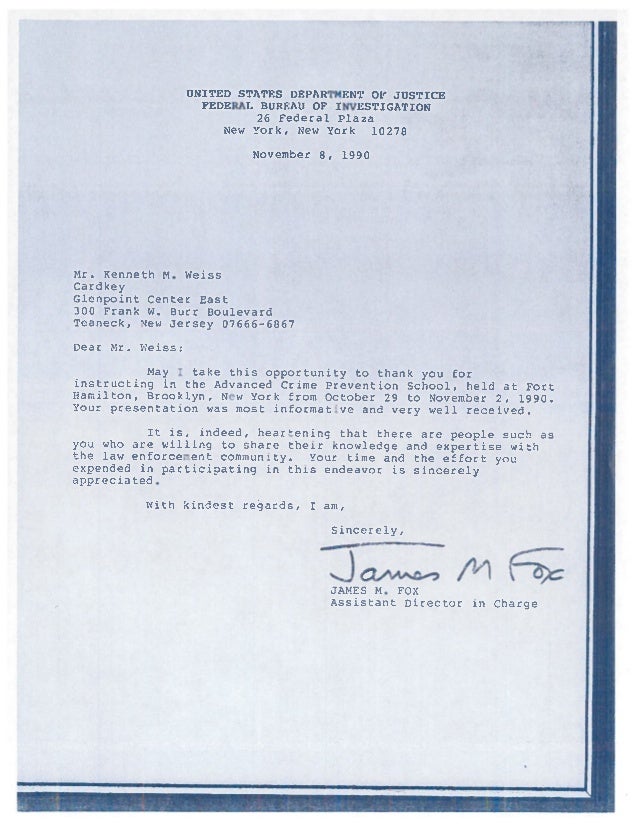 UNITED STATES DEPARTMENT OF JUSTICE
FEDERAL BUREAU OF INVESTIGATION
26 Federal Plaza
New York, New York 10278
November 8, 1990
Mr. Kenneth M. Weiss
Cardkey
Glenpoint Center East
300 Frank W. Burr Boulevard
Teaneck, New Jersey 07666-6867
Dear Mr. Weiss:
May I take this opportunity to thank you for
instructing in the Advanced Crime Prevention School, held at Fort
Hamilton, Brooklyn, New York from October 29 to November 2, 1990.
Your presentation was most informative and very well received.
It is, indeed, heartening that there are people such as
you who are willing to share their knowledge and expertise with
the law enforcement community. Your time and the effort you
expended in participating in this endeavor is sincerely
appreciated.
With kindest regards, I am,
Sincerely,
James M Fox
JAMES M. FOX
Assistant Director in Charge